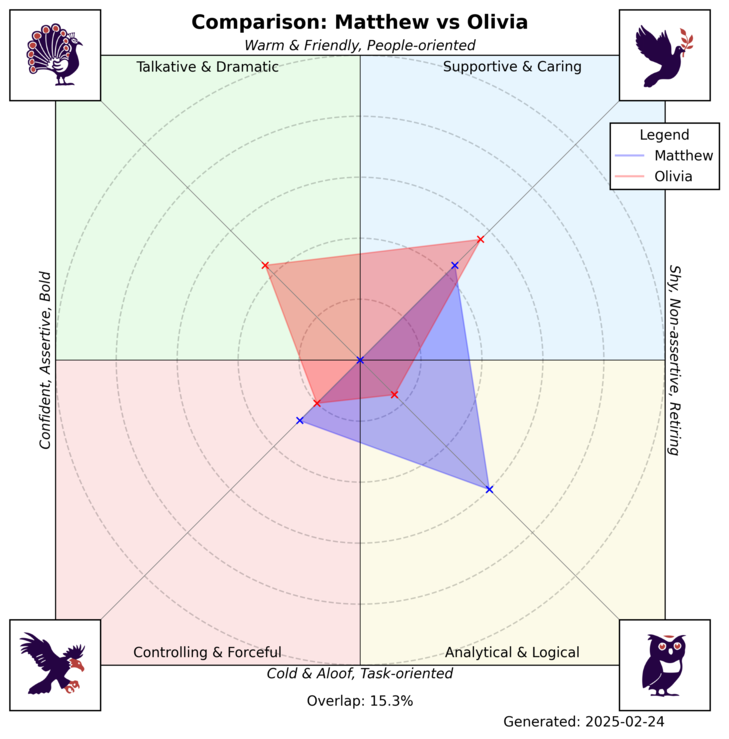 Comparison: Matthew vs Olivia
Warm & Friendly, People-oriented
Talkative & Dramatic
Supportive & Caring
Legend
Matthew
Olivia
Confident, Assertive, Bold
Shy, Non-assertive, Retiring
Controlling & Forceful
Analytical & Logical
Cold & Aloof, Task-oriented
Overlap: 15.3%
Generated: 2025-02-24